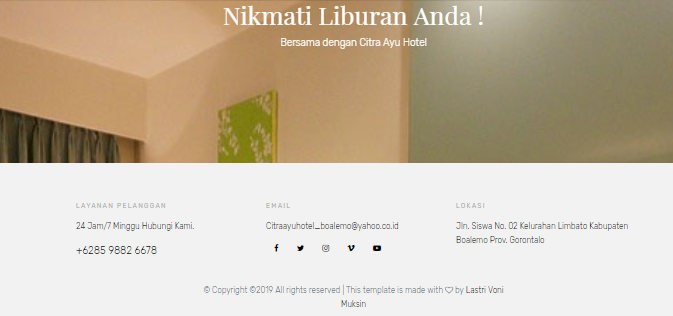 Nikmati Liburan Anda !
Bersama dengan Citra Ayu Hotel
LAYANAN PELANGGAN
24 Jam/7 Minggu Hubungi Kami.
+6285 9882 6678
EMAIL
Citraayuhotel_boalemo@yahoo.co.id
LOKASI
Jln. Siswa No. 02 Kelurahan Limbato Kabupaten
Boalemo Prov. Gorontalo
© Copyright ©2019 All rights reserved | This template is made with ♡ by Lastri Voni
Muksin